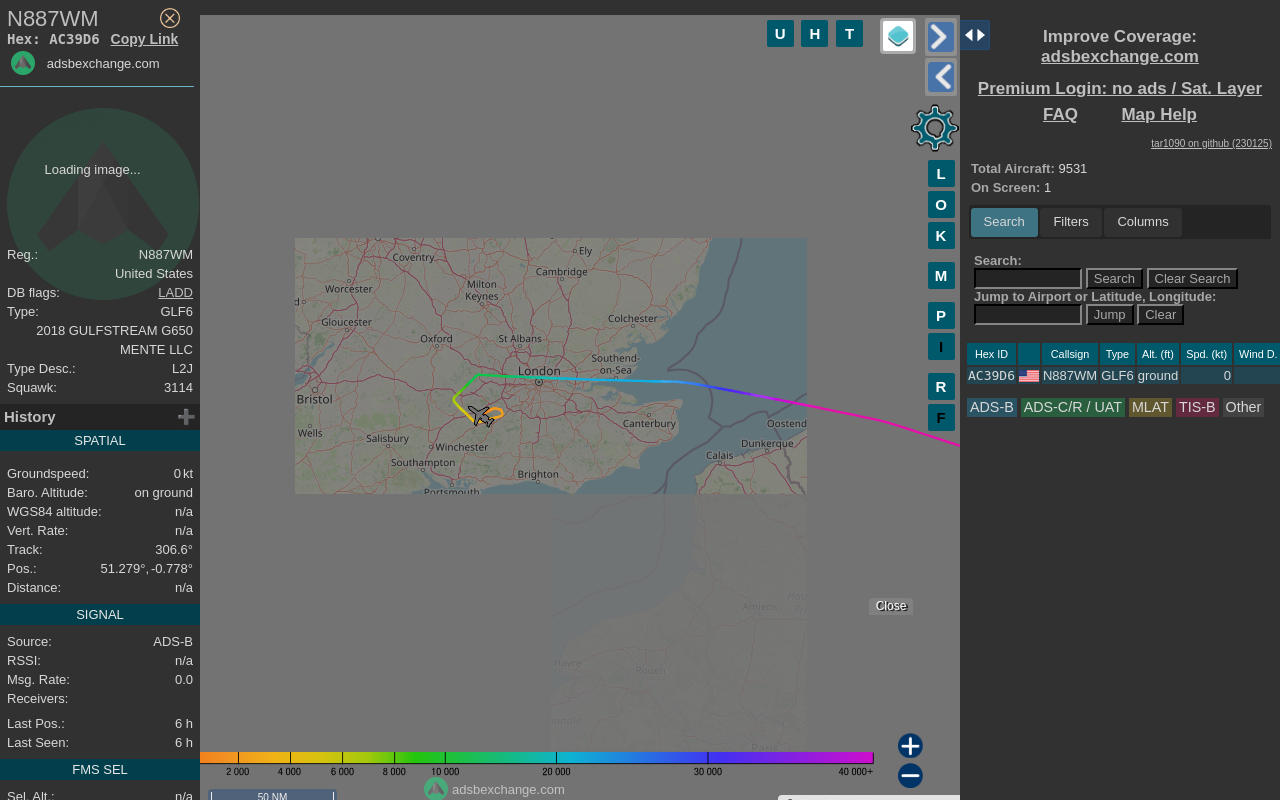 N887WM
Hex: AC39D6 Copy Link
adsbexchange.com
Loading image...
Reg.: N887WM
United States
DB flags: LADD
Type: GLF6
2018 GULFSTREAM G650
MENTE LLC
Type Desc.: L2J
Squawk: 3114
History
SPATIAL
Groundspeed: 0 kt
Baro. Altitude: on ground
WGS84 altitude: n/a
Vert. Rate: n/a
Track: 306.6°
Pos.: 51.279°, -0.778°
Distance: n/a
SIGNAL
Source: ADS-B
RSSI: n/a
Msg. Rate: 0.0
Receivers:
Last Pos.: 6 h
Last Seen: 6 h
FMS SEL
Sel. Alt.: n/a
U H T
L
O
K
M
P
I
R
F
Coventry
Ely
Cambridge
Worcester
Milton
Keynes
Gloucester
Colchester
Oxford
St Albans
Southend-
on-Sea
London
Bristol
Wells
Salisbury
Winchester
Canterbury
Oostend
Dunkerque
Calais
Southampton
Brighton
Portsmouth
Amiens
Havre
Rouen
Paris
Close
2 000 4 000 6 000 8 000 10 000 20 000 30 000 40 000+
adsbexchange.com
50 NM
Improve Coverage:
adsbexchange.com
Premium Login: no ads / Sat. Layer
FAQ Map Help
tar1090 on github (230125)
Total Aircraft: 9531
On Screen: 1
Search Filters Columns
Search:
Search Clear Search
Jump to Airport or Latitude, Longitude:
Jump Clear
Hex ID Callsign Type Alt. (ft) Spd. (kt) Wind D.
AC39D6 N887WM GLF6 ground 0
ADS-B ADS-C/R / UAT MLAT TIS-B Other